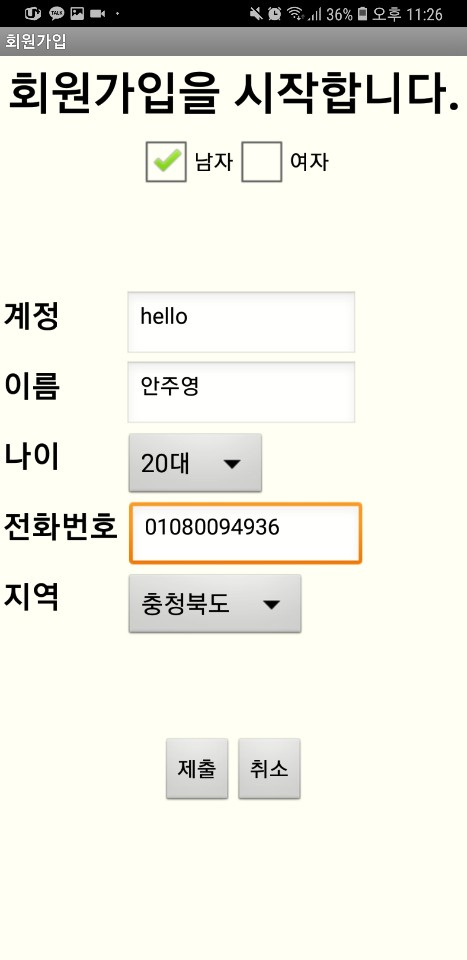 36% 오후 11:26
회원가입
회원가입을 시작합니다.
남자 여자
계정 hello
이름 안주영
나이 20대
전화번호 01080094936
지역 충청북도
제출 취소